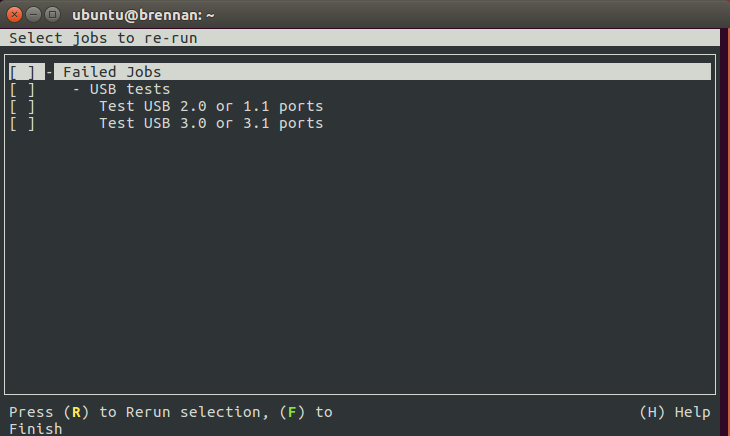 ubuntu@brennan: ~
Select jobs to re-run
[ ] - Failed Jobs
[ ] - USB tests
[ ] Test USB 2.0 or 1.1 ports
[ ] Test USB 3.0 or 3.1 ports
Press (R) to Rerun selection, (F) to (H) Help
Finish